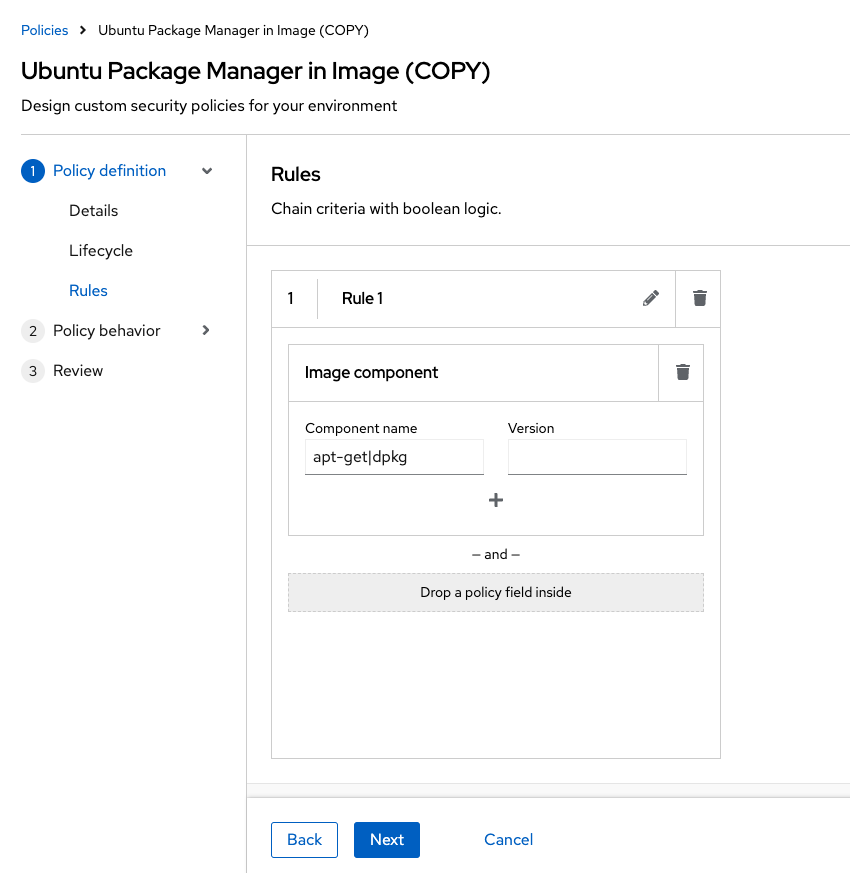 Policies > Ubuntu Package Manager in Image (COPY)
Ubuntu Package Manager in Image (COPY)
Design custom security policies for your environment
1 Policy definition
Details
Lifecycle
Rules
2 Policy behavior
3 Review
Rules
Chain criteria with boolean logic.
1 Rule 1
Image component
Component name Version
apt-get|dpkg
– and –
Drop a policy field inside
Back Next Cancel